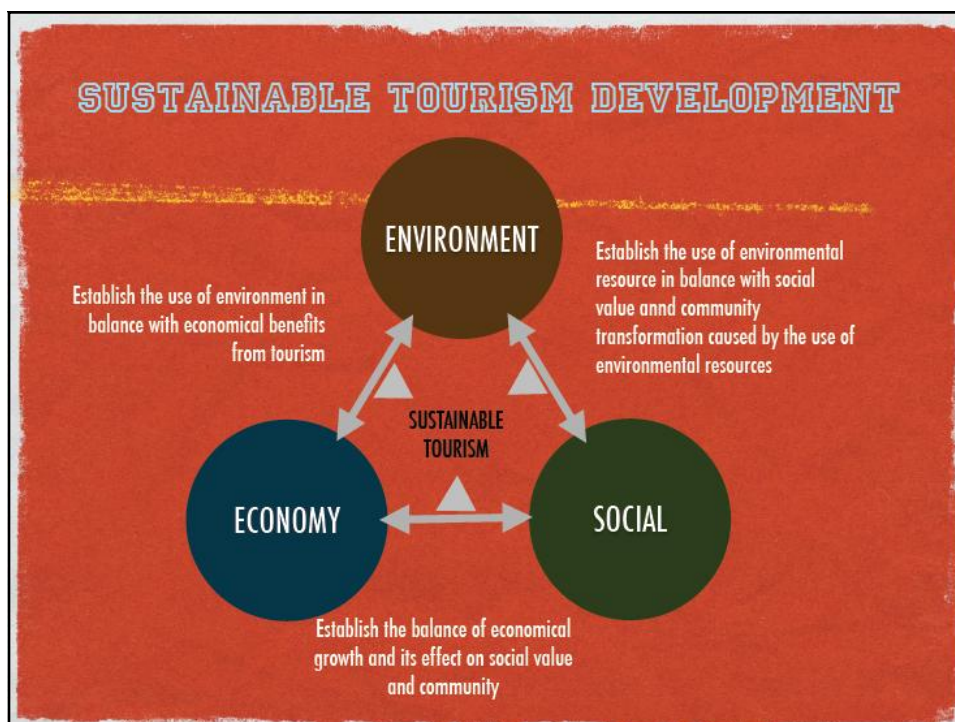 SUSTAINABLE TOURISM DEVELOPMENT
ENVIRONMENT
Establish the use of environment in
balance with economical benefits
from tourism
Establish the use of environmental
resource in balance with social
value annd community
transformation caused by the use of
environmental resources
SUSTAINABLE
TOURISM
ECONOMY
SOCIAL
Establish the balance of economical
growth and its effect on social value
and community